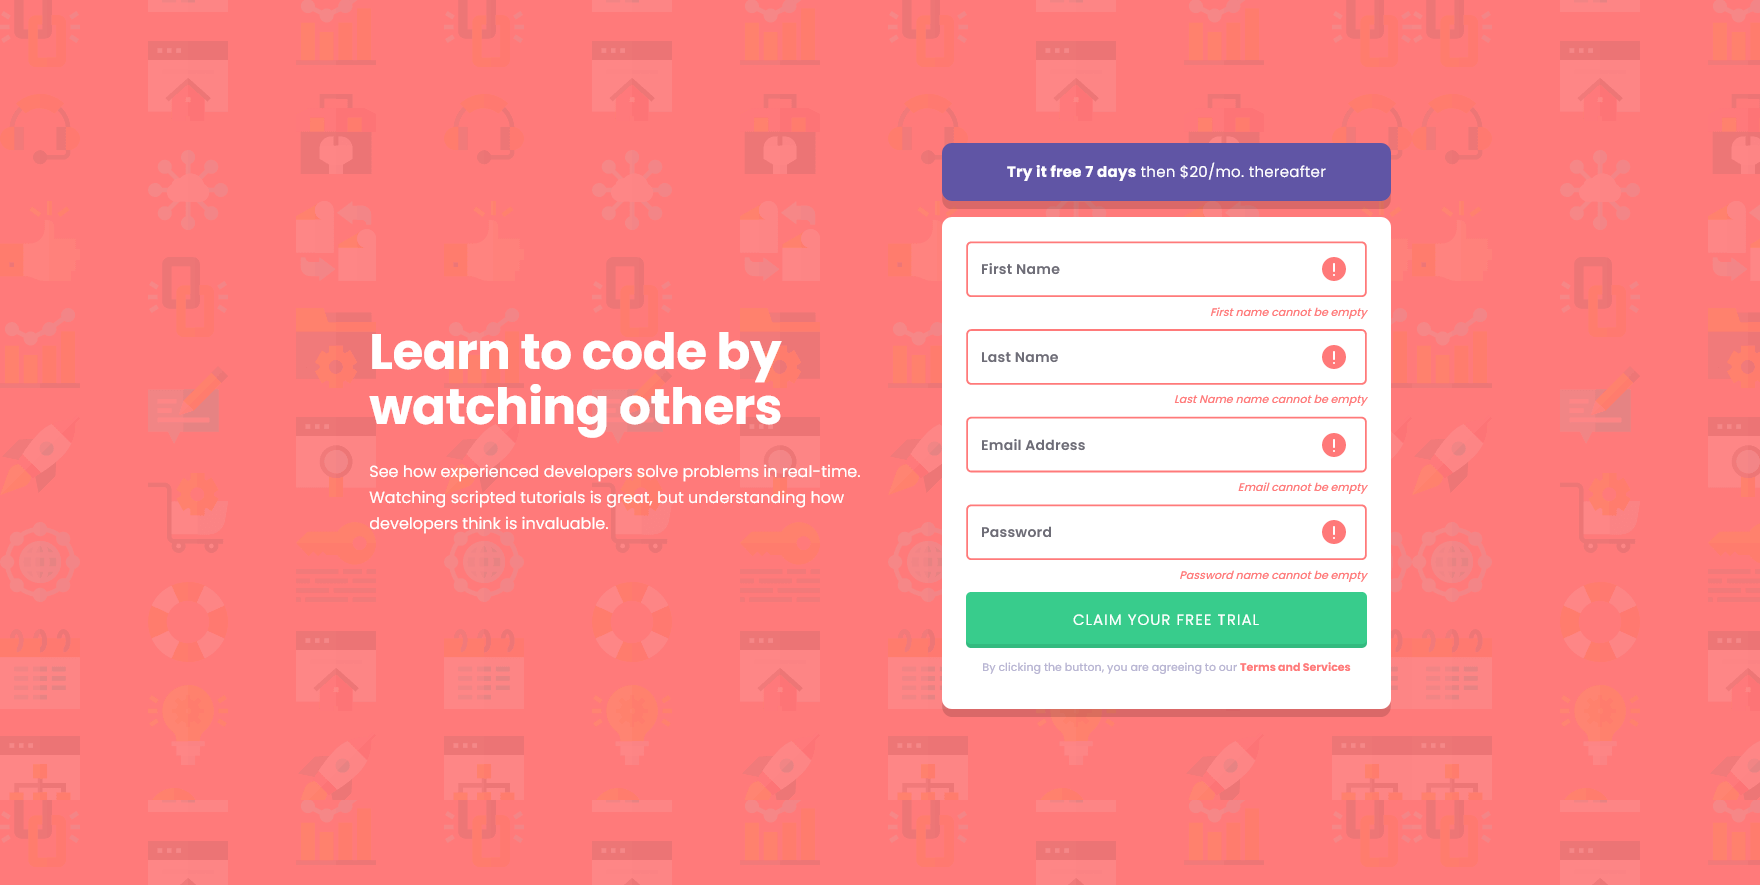 Learn to code by
watching others
See how experienced developers solve problems in real-time.
Watching scripted tutorials is great, but understanding how
developers think is invaluable.
Try it free 7 days then $20/mo. thereafter
First Name
First name cannot be empty
Last Name
Last Name name cannot be empty
Email Address
Email cannot be empty
Password
Password name cannot be empty
CLAIM YOUR FREE TRIAL
By clicking the button, you are agreeing to our Terms and Services